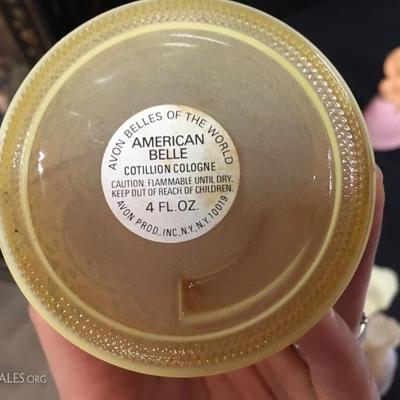 AVON BELLES OF THE WORLD
AMERICAN
BELLE
COTILLION COLOGNE
CAUTION: FLAMMABLE UNTIL DRY.
KEEP OUT OF REACH OF CHILDREN.
4 FL.OZ.
AVON PROD., INC., N.Y., N.Y. 10019
ALES.ORG